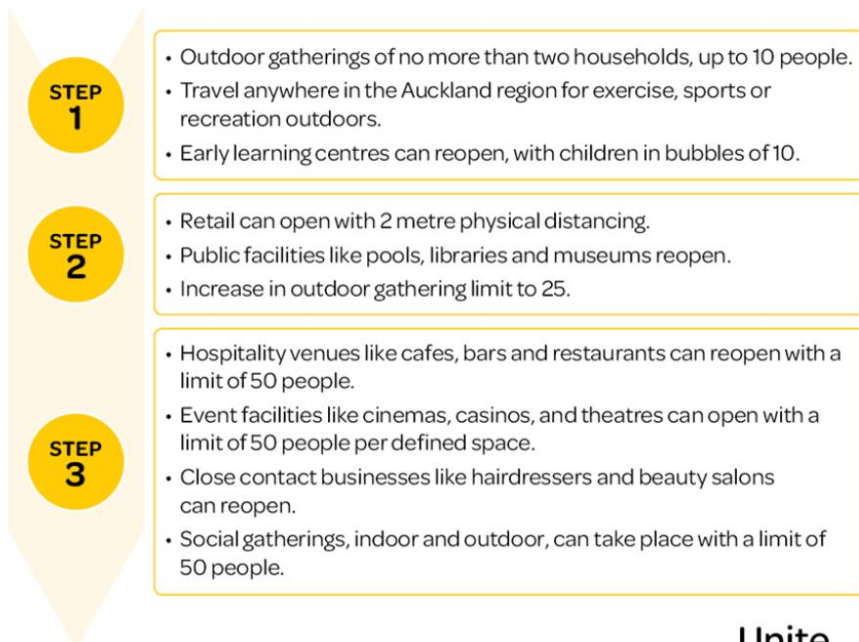 STEP
1
• Outdoor gatherings of no more than two households, up to 10 people.
• Travel anywhere in the Auckland region for exercise, sports or
recreation outdoors.
• Early learning centres can reopen, with children in bubbles of 10.
STEP
2
• Retail can open with 2 metre physical distancing.
• Public facilities like pools, libraries and museums reopen.
• Increase in outdoor gathering limit to 25.
STEP
3
• Hospitality venues like cafes, bars and restaurants can reopen with a
limit of 50 people.
• Event facilities like cinemas, casinos, and theatres can open with a
limit of 50 people per defined space.
• Close contact businesses like hairdressers and beauty salons
can reopen.
• Social gatherings, indoor and outdoor, can take place with a limit of
50 people.
Unite